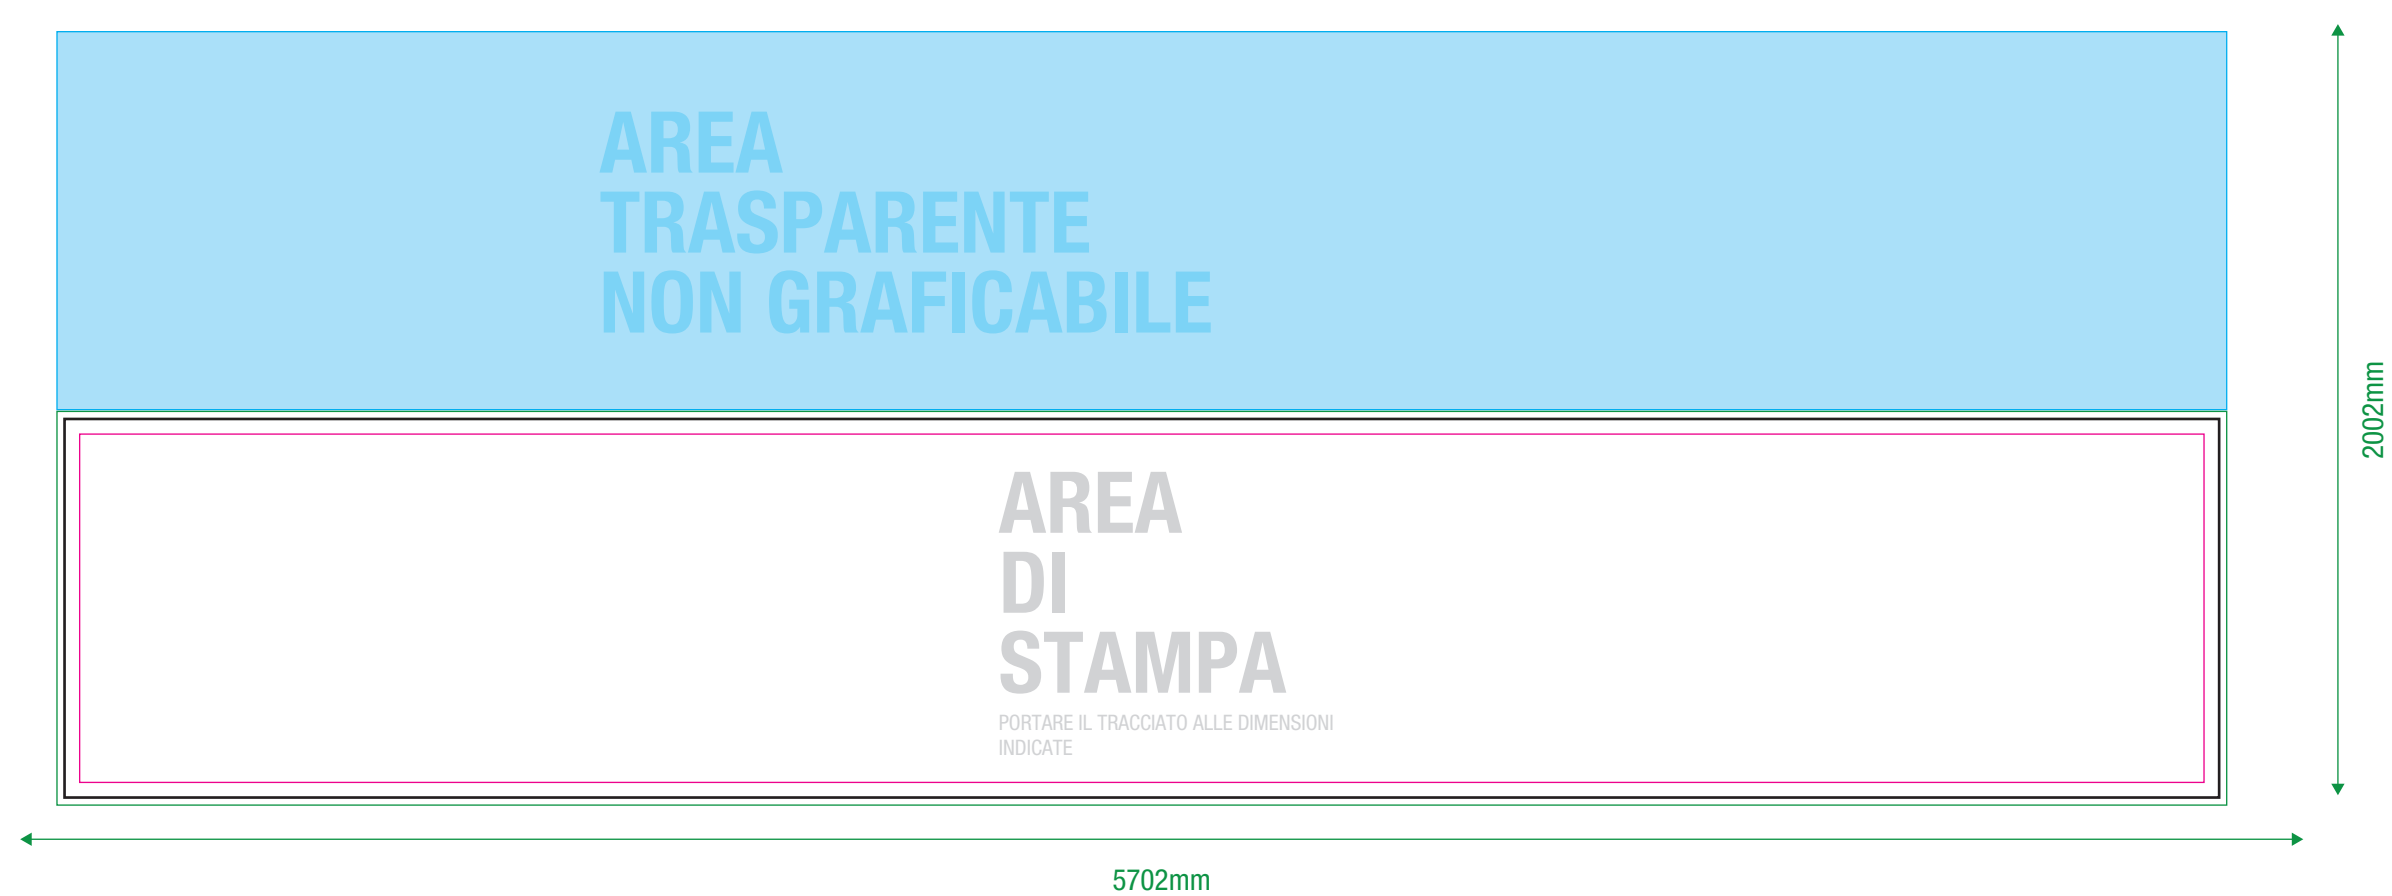 AREA
TRASPARENTE
NON GRAFICABILE
2002mm
AREA
DI
STAMPA
PORTARE IL TRACCIATO ALLE DIMENSIONI
INDICATE
5702mm